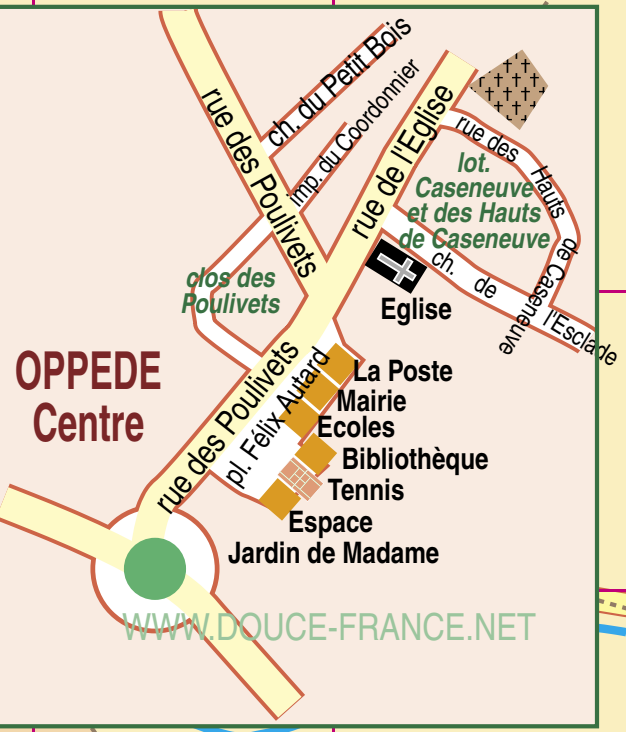 ch. du Petit Bois
imp. du Coordonnier
rue des Poulivets
rue de l'Eglise
rue des Hauts de Caseneuve
lot.
Caseneuve
et des Hauts
de Caseneuve
ch. de l'Esclade
clos des
Poulivets
Eglise
OPPEDE
Centre
rue des Poulivets
pl. Félix Autard
La Poste
Mairie
Ecoles
Bibliothèque
Tennis
Espace
Jardin de Madame
WWW.DOUCE-FRANCE.NET